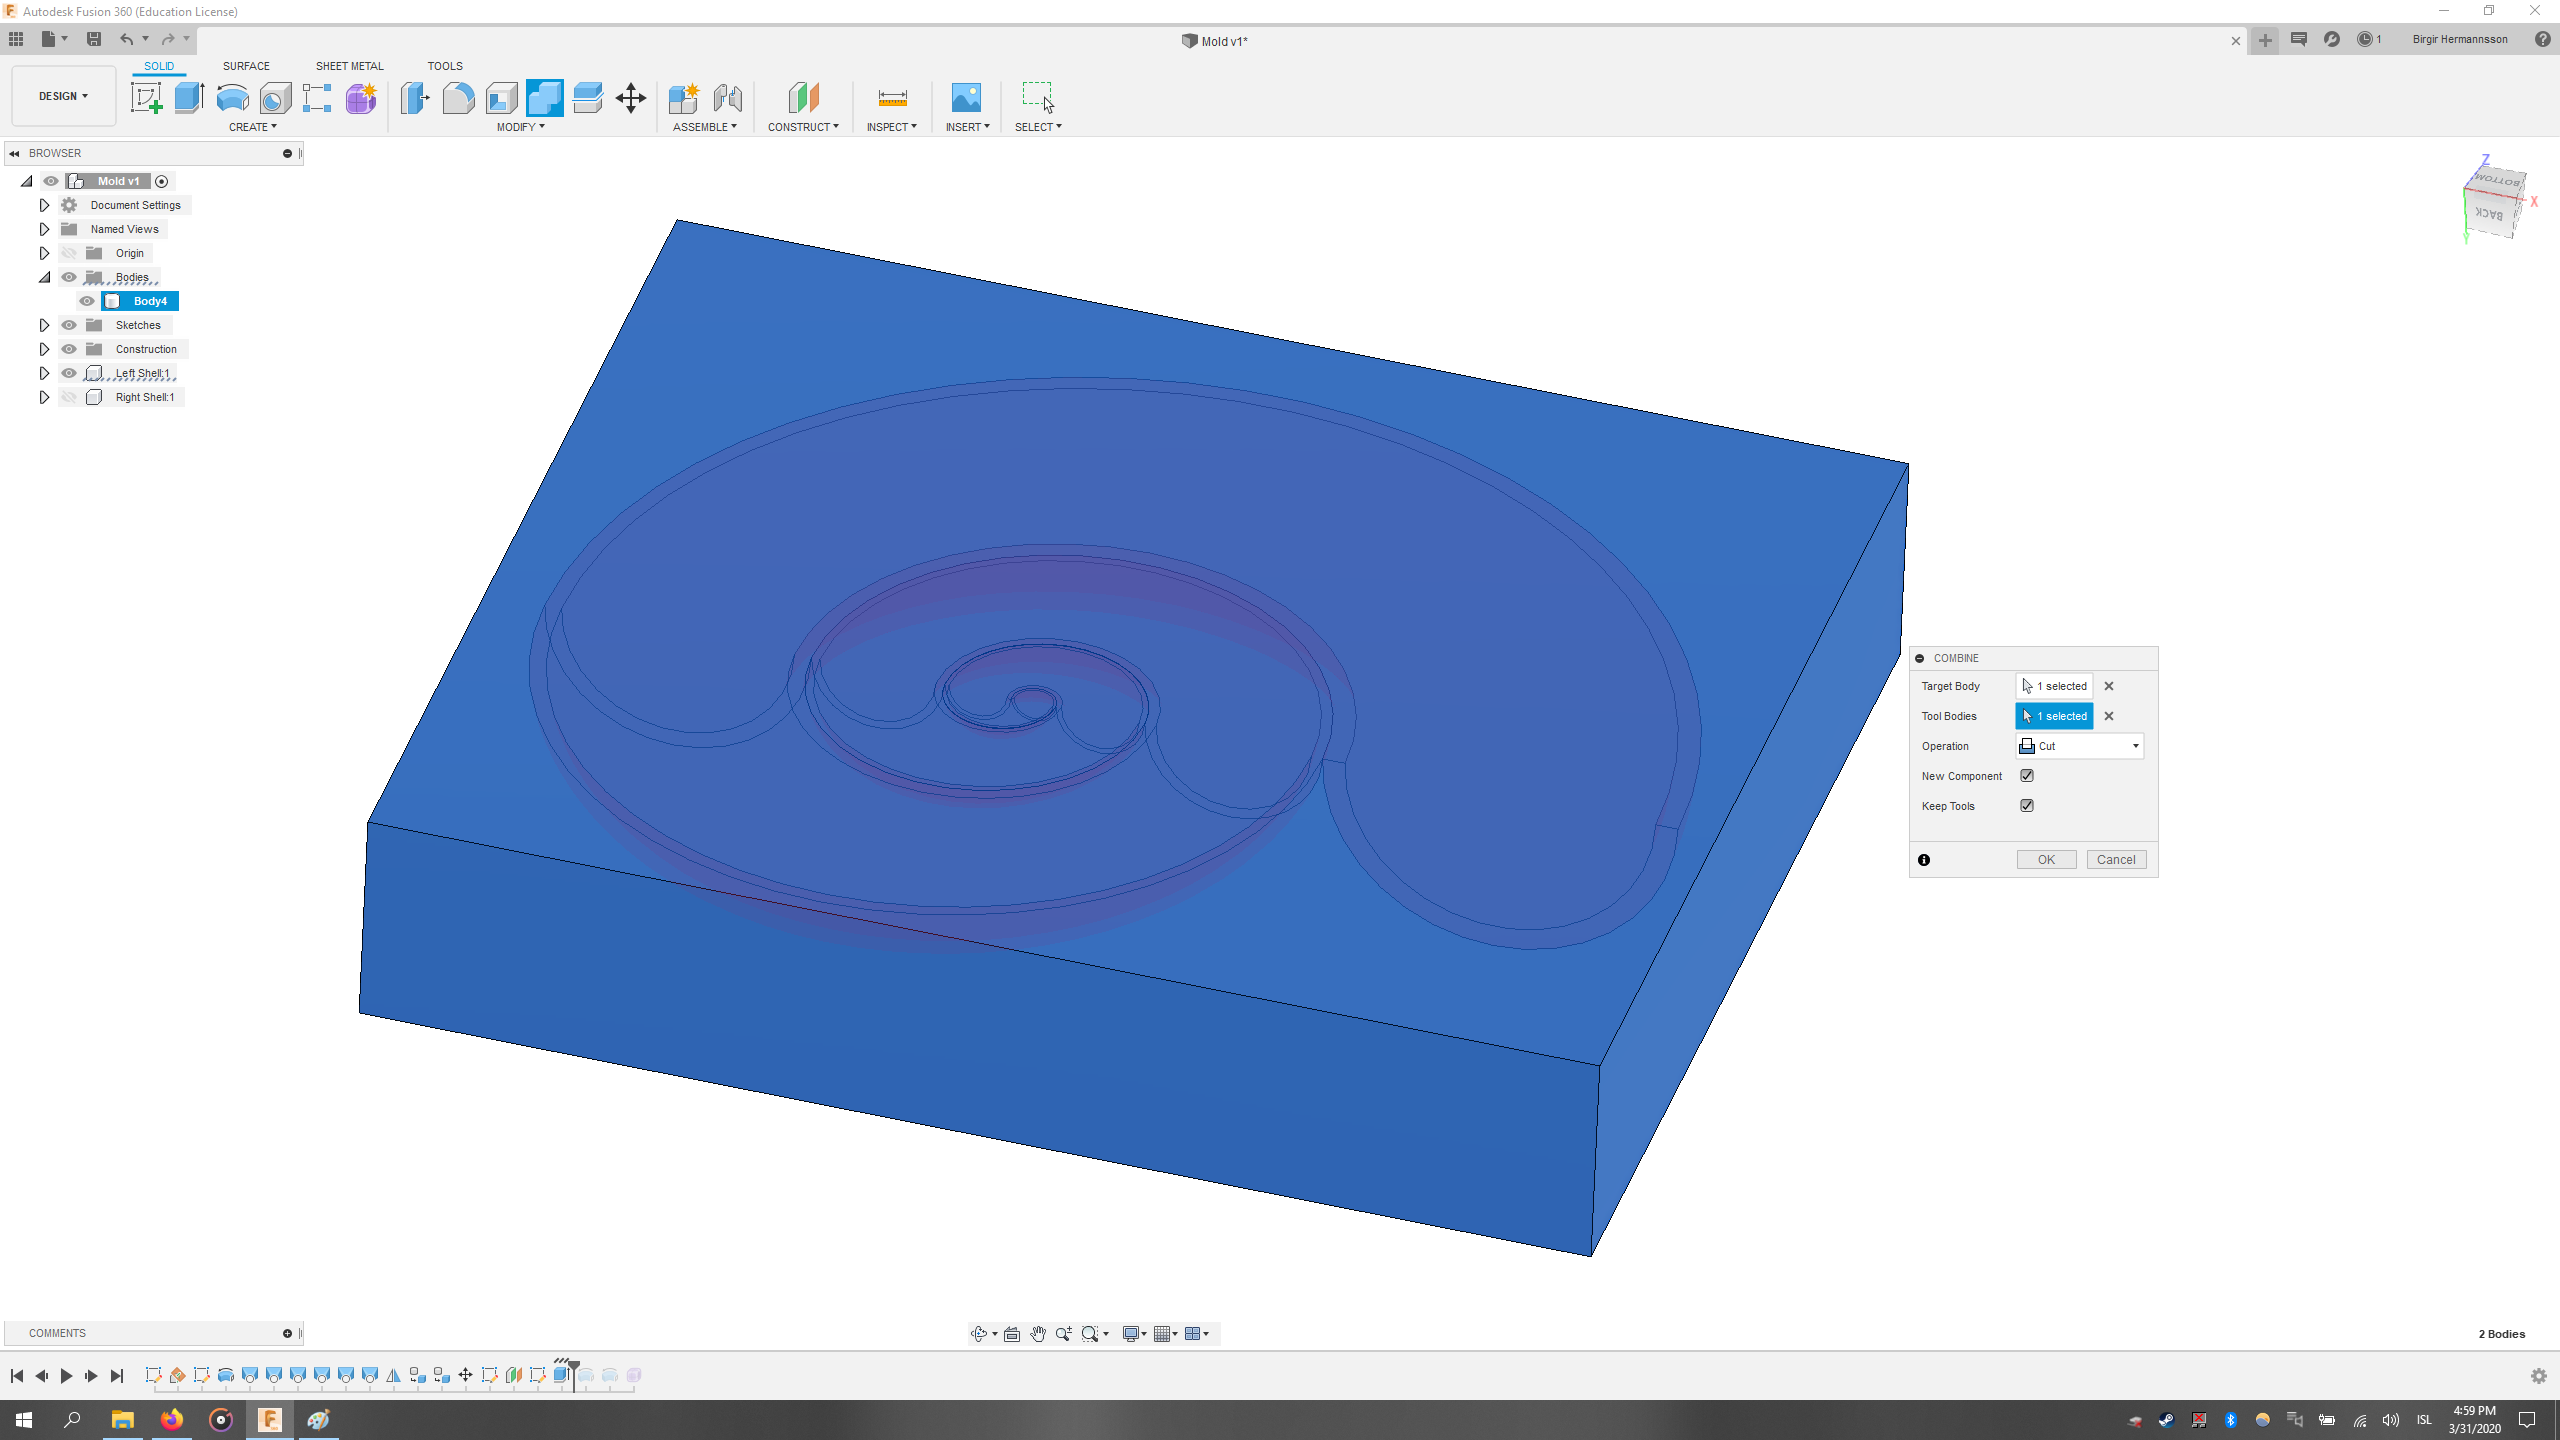 Autodesk Fusion 360 (Education License)
Mold v1*
1
Birgir Hermannsson
DESIGN
SOLID
SURFACE
SHEET METAL
TOOLS
CREATE
MODIFY
ASSEMBLE
CONSTRUCT
INSPECT
INSERT
SELECT
BROWSER
Mold v1
Document Settings
Named Views
Origin
Bodies
Body4
Sketches
Construction
Left Shell:1
Right Shell:1
Z
BOTTOM
X
BACK
Y
COMBINE
Target Body 1 selected
Tool Bodies 1 selected
Operation Cut
New Component
Keep Tools
OK Cancel
COMMENTS
2 Bodies
ISL
4:59 PM
3/31/2020